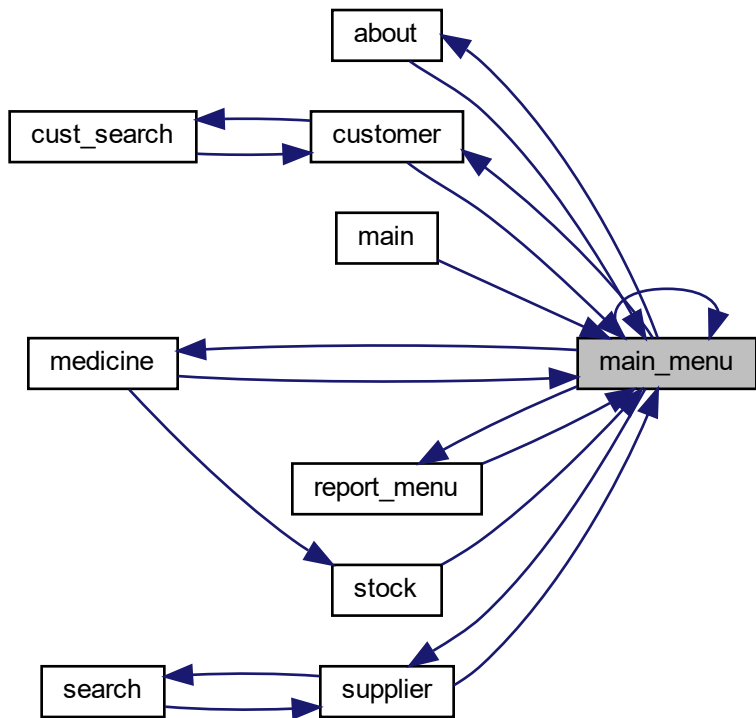 about
cust_search
customer
main
medicine
main_menu
report_menu
stock
search
supplier